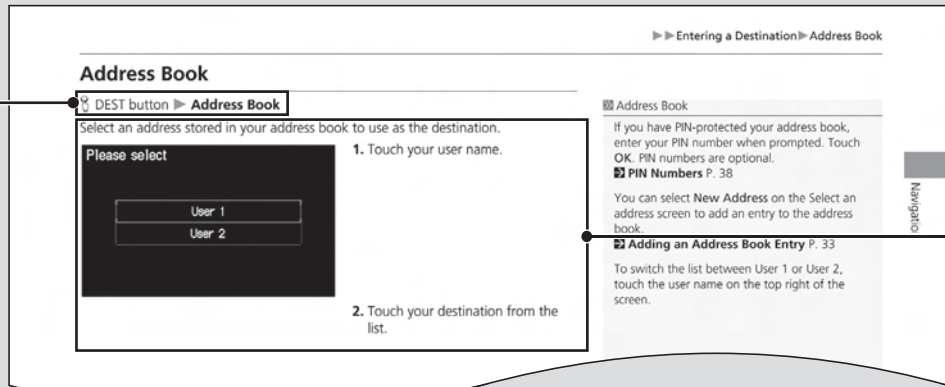 ▶▶Entering a Destination▶Address Book
Address Book
DEST button ▶ Address Book
Select an address stored in your address book to use as the destination.
Please select
User 1
User 2
1. Touch your user name.
2. Touch your destination from the
list.
Address Book
If you have PIN-protected your address book,
enter your PIN number when prompted. Touch
OK. PIN numbers are optional.
PIN Numbers P. 38
You can select New Address on the Select an
address screen to add an entry to the address
book.
Adding an Address Book Entry P. 33
To switch the list between User 1 or User 2,
touch the user name on the top right of the
screen.